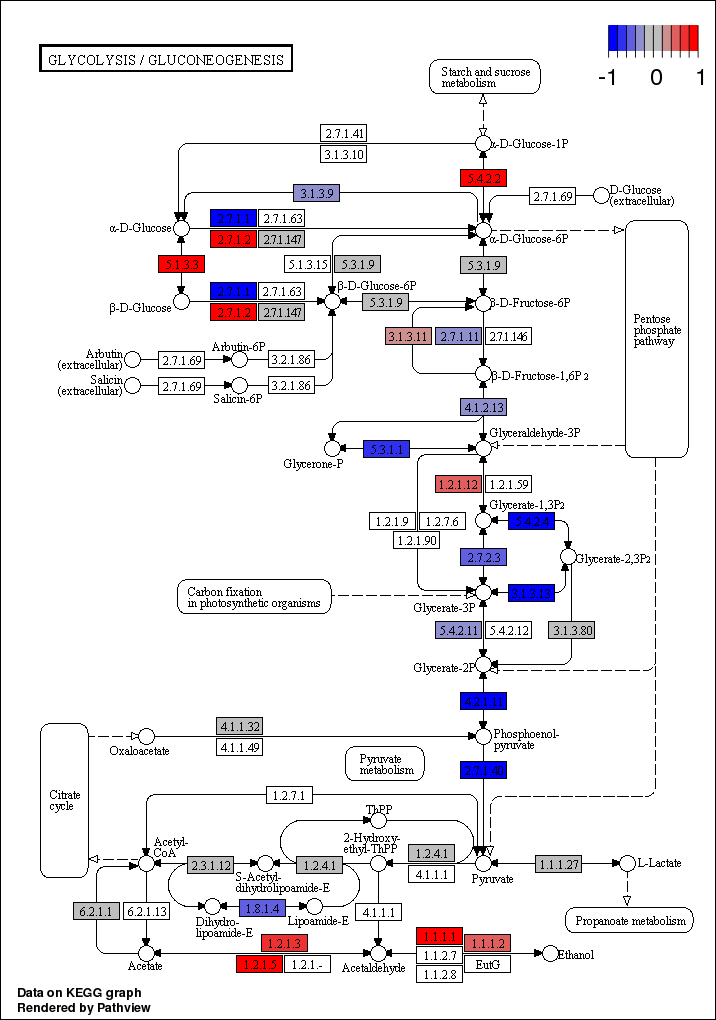 GLYCOLYSIS / GLUCONEOGENESIS
-1 0 1
Starch and sucrose
metabolism
2.7.1.41
3.1.3.10
α-D-Glucose-1P
5.4.2.2
3.1.3.9
2.7.1.69
D-Glucose
(extracellular)
α-D-Glucose
2.7.1.1
2.7.1.63
2.7.1.2
2.7.1.147
α-D-Glucose-6P
5.1.3.3
5.1.3.15
5.3.1.9
5.3.1.9
β-D-Glucose-6P
β-D-Glucose
2.7.1.1
2.7.1.63
2.7.1.2
2.7.1.147
5.3.1.9
β-D-Fructose-6P
Pentose
phosphate
pathway
3.1.3.11
2.7.1.11
2.7.1.146
Arbutin
(extracellular)
2.7.1.69
Arbutin-6P
3.2.1.86
Salicin
(extracellular)
2.7.1.69
Salicin-6P
3.2.1.86
β-D-Fructose-1,6P2
4.1.2.13
Glyceraldehyde-3P
5.3.1.1
Glycerone-P
1.2.1.12
1.2.1.59
Glycerate-1,3P2
1.2.1.9
1.2.7.6
1.2.1.90
5.4.2.4
2.7.2.3
Glycerate-2,3P2
Carbon fixation
in photosynthetic organisms
3.1.3.13
Glycerate-3P
5.4.2.11
5.4.2.12
3.1.3.80
Glycerate-2P
4.2.1.11
Oxaloacetate
4.1.1.32
4.1.1.49
Phosphoenol-
pyruvate
Pyruvate
metabolism
2.7.1.40
Citrate
cycle
1.2.7.1
ThPP
2-Hydroxy-
ethyl-ThPP
Acetyl-
CoA
2.3.1.12
S-Acetyl-
dihydrolipoamide-E
1.2.4.1
1.2.4.1
4.1.1.1
Pyruvate
1.1.1.27
L-Lactate
6.2.1.1
6.2.1.13
Dihydro-
lipoamide-E
1.8.1.4
Lipoamide-E
4.1.1.1
Propanoate metabolism
Acetate
1.2.1.3
1.2.1.5
1.2.1.-
Acetaldehyde
1.1.1.1
1.1.1.2
1.1.2.7
EutG
1.1.2.8
Ethanol
Data on KEGG graph
Rendered by Pathview